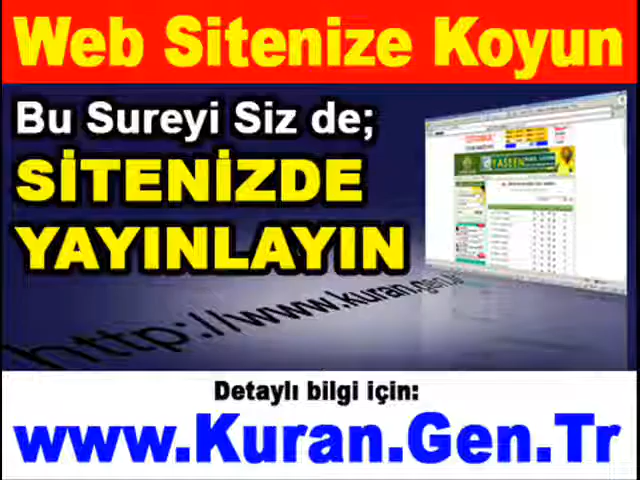 Web Sitenize Koyun
Bu Sureyi Siz de;
SİTENİZDE
YAYINLAYIN
http://www.kuran.gen.tr
YASEEN
Detaylı bilgi için:
www.Kuran.Gen.Tr